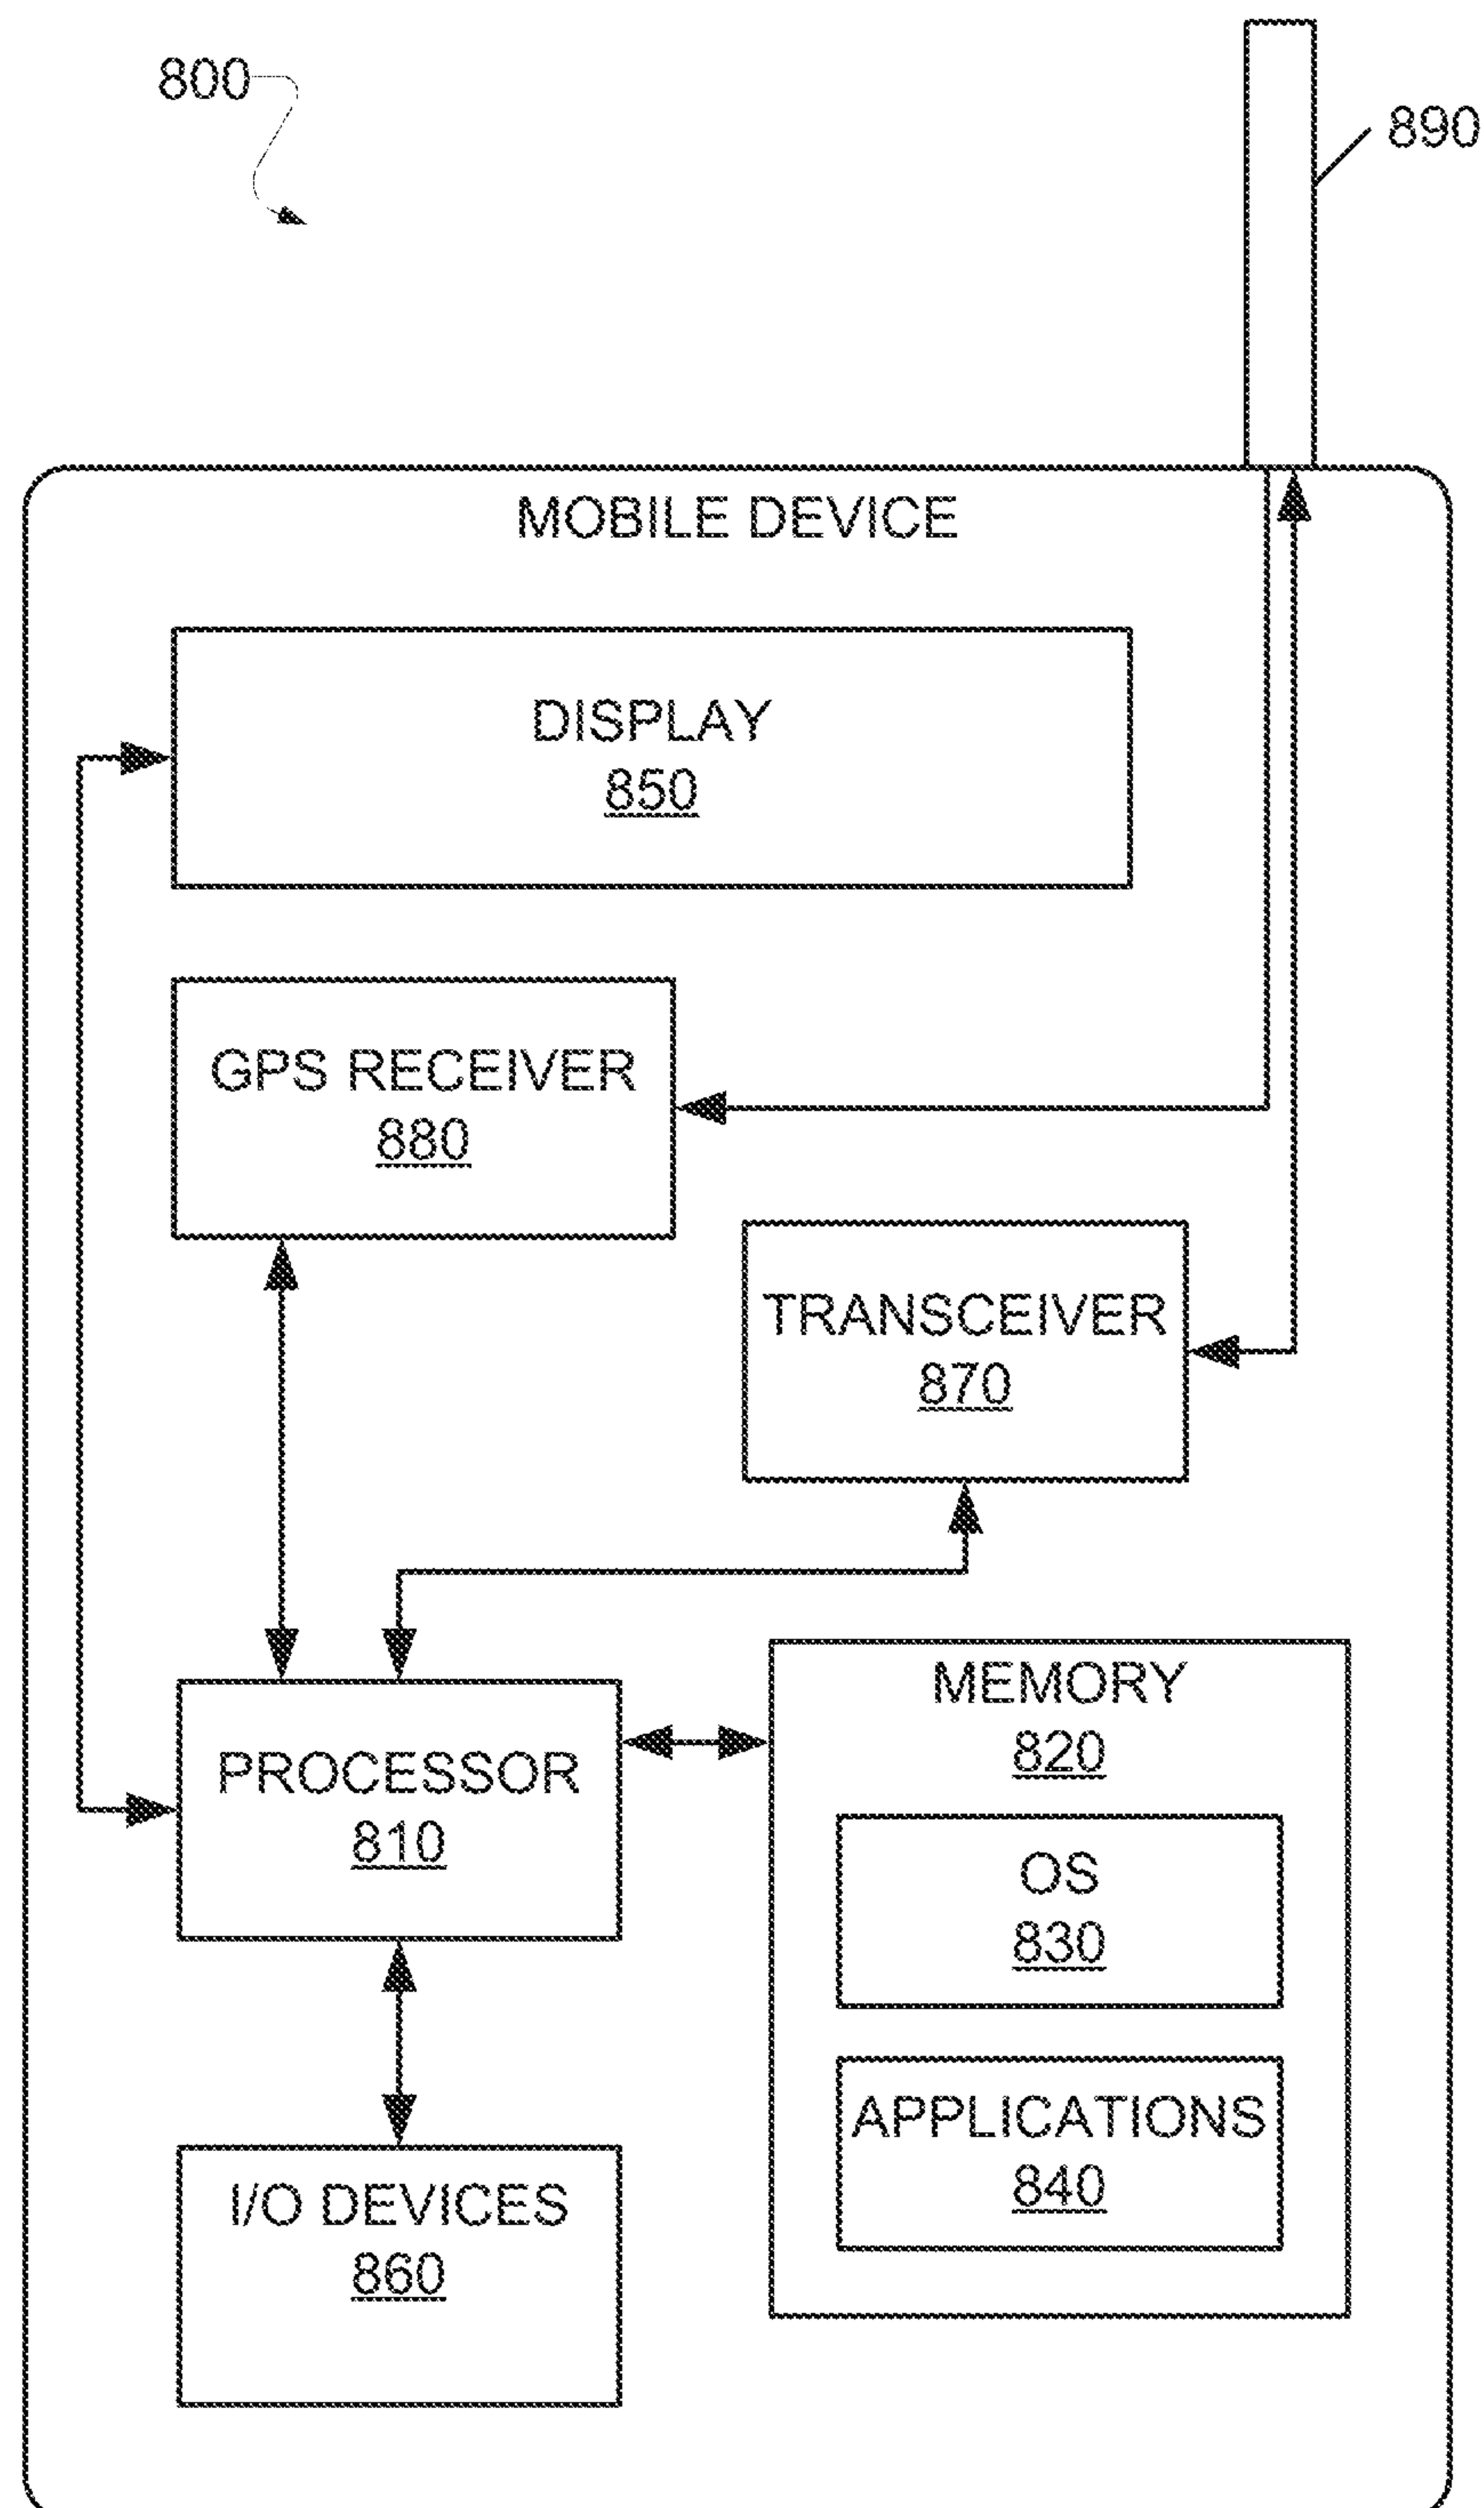 800
890
MOBILE DEVICE
DISPLAY
850
GPS RECEIVER
880
TRANSCEIVER
870
PROCESSOR
810
MEMORY
820
OS
830
APPLICATIONS
840
I/O DEVICES
860